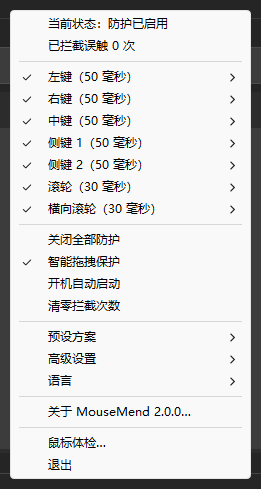 当前状态：防护已启用
已拦截误触 0 次
左键（50 毫秒）
右键（50 毫秒）
中键（50 毫秒）
侧键 1（50 毫秒）
侧键 2（50 毫秒）
滚轮（30 毫秒）
横向滚轮（30 毫秒）
关闭全部防护
智能拖拽保护
开机自动启动
清零拦截次数
预设方案
高级设置
语言
关于 MouseMend 2.0.0...
鼠标体检...
退出